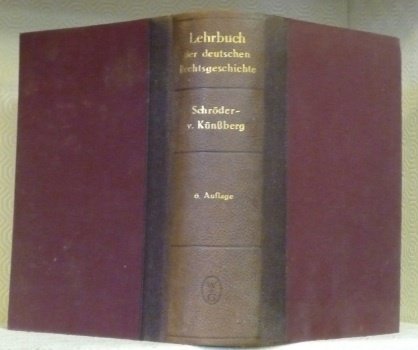 Lehrbuch
der deutschen
Rechtsgeschichte
Schröder-
v. Künßberg
6. Auflage